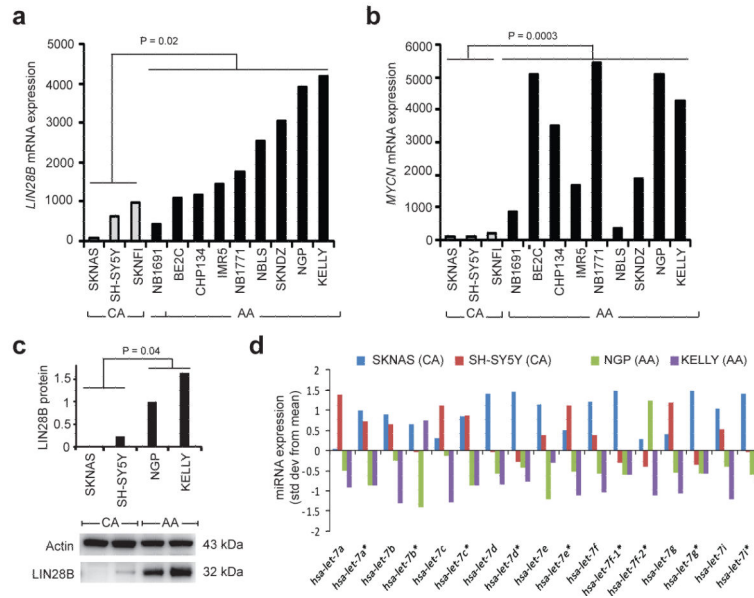 a
P = 0.02
LIN28B mRNA expression
5000
4000
3000
2000
1000
0
SKNAS
SH-SY5Y
SKNFI
NB1691
BE2C
CHP134
IMR5
NB1771
NBLS
SKNDZ
NGP
KELLY
CA
AA
b
P = 0.0003
MYCN mRNA expression
6000
5000
4000
3000
2000
1000
0
SKNAS
SH-SY5Y
SKNFI
NB1691
BE2C
CHP134
IMR5
NB1771
NBLS
SKNDZ
NGP
KELLY
CA
AA
c
P = 0.04
LIN28B protein
1.5
1
0.5
0
SKNAS
SH-SY5Y
NGP
KELLY
CA
AA
Actin
43 kDa
LIN28B
32 kDa
d
SKNAS (CA)
SH-SY5Y (CA)
NGP (AA)
KELLY (AA)
miRNA expression
(std dev from mean)
2
1.5
1
0.5
0
-0.5
-1
-1.5
-2
hsa-let-7a
hsa-let-7a*
hsa-let-7b
hsa-let-7b*
hsa-let-7c
hsa-let-7c*
hsa-let-7d
hsa-let-7d*
hsa-let-7e
hsa-let-7e*
hsa-let-7f
hsa-let-7f-1*
hsa-let-7f-2*
hsa-let-7g
hsa-let-7g*
hsa-let-7i
hsa-let-7i*